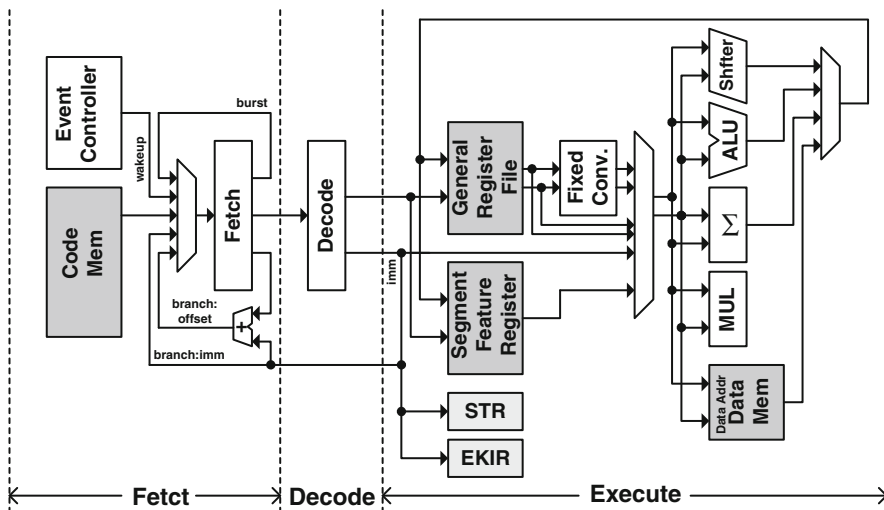 Event
Controller
Code
Mem
wakeup
burst
Fetch
branch:
offset
+
branch:imm
Decode
imm
General
Register
File
Fixed
Conv.
Segment
Feature
Register
STR
EKIR
Shfter
ALU
Σ
MUL
Data Addr
Data
Mem
Fetct
Decode
Execute